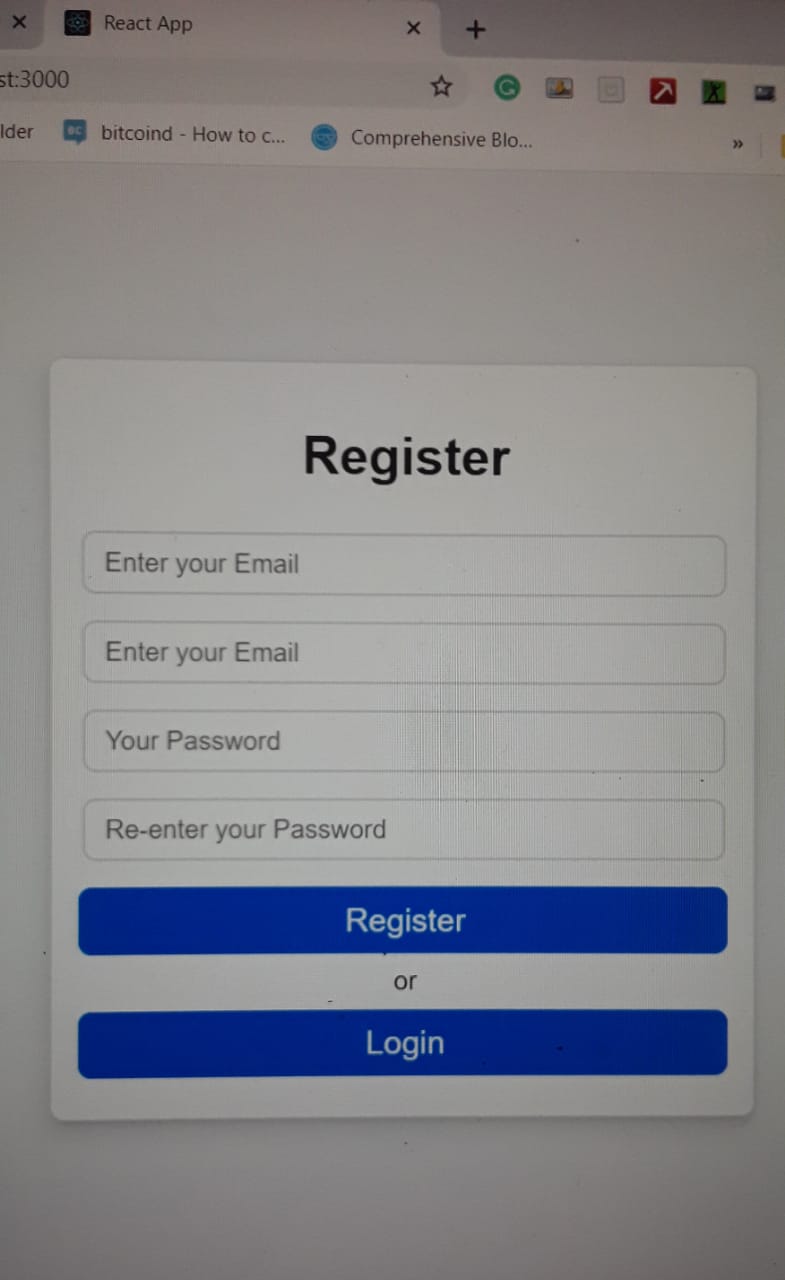 React App
st:3000
lder bitcoind - How to c... Comprehensive Blo... »
Register
Enter your Email
Enter your Email
Your Password
Re-enter your Password
Register
or
Login